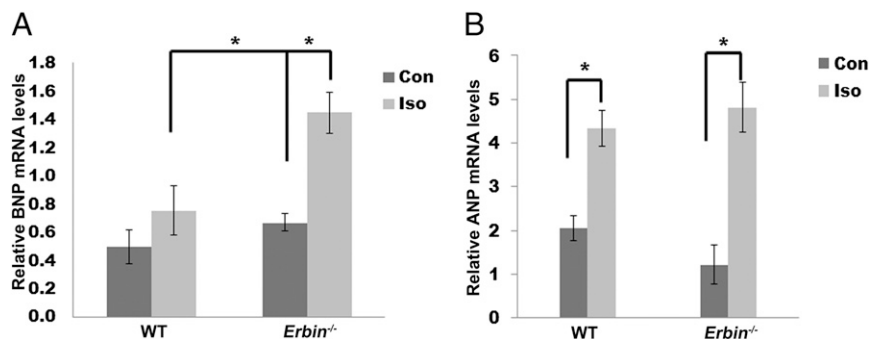 A
Relative BNP mRNA levels
1.8
1.6
1.4
1.2
1.0
0.8
0.6
0.4
0.2
0.0
*
*
Con
Iso
WT
Erbin-/-
B
Relative ANP mRNA levels
6
5
4
3
2
1
0
*
*
Con
Iso
WT
Erbin-/-